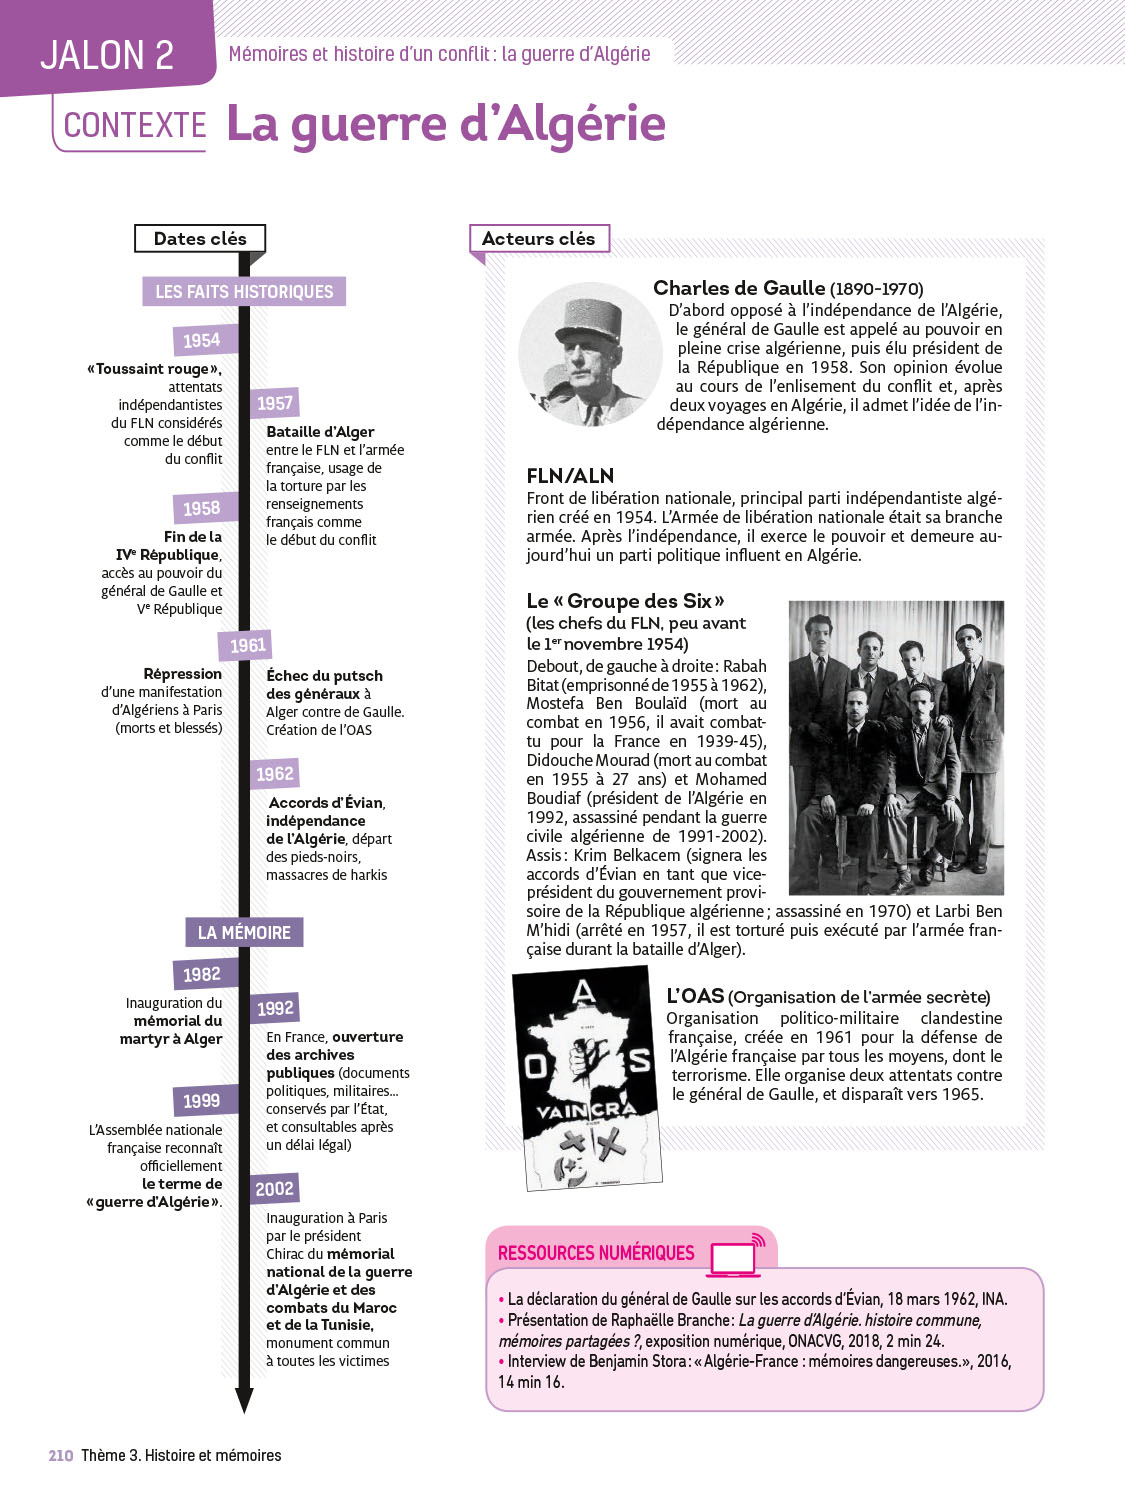 JALON 2
Mémoires et histoire d'un conflit : la guerre d'Algérie
CONTEXTE La guerre d'Algérie
Dates clés
LES FAITS HISTORIQUES
1954
« Toussaint rouge »,
attentats
indépendantistes
du FLN considérés
comme le début
du conflit
1957
Bataille d'Alger
entre le FLN et l'armée
française, usage de
la torture par les
renseignements
français comme
le début du conflit
1958
Fin de la
IVe République,
accès au pouvoir du
général de Gaulle et
Ve République
1961
Répression
d'une manifestation
d'Algériens à Paris
(morts et blessés)
Échec du putsch
des généraux à
Alger contre de Gaulle.
Création de l'OAS
1962
Accords d'Évian,
indépendance
de l'Algérie, départ
des pieds-noirs,
massacres de harkis
LA MÉMOIRE
1982
Inauguration du
mémorial du
martyr à Alger
1992
En France, ouverture
des archives
publiques (documents
politiques, militaires...
conservés par l'État,
et consultables après
un délai légal)
1999
L'Assemblée nationale
française reconnaît
officiellement
le terme de
« guerre d'Algérie ».
2002
Inauguration à Paris
par le président
Chirac du mémorial
national de la guerre
d'Algérie et des
combats du Maroc
et de la Tunisie,
monument commun
à toutes les victimes
Acteurs clés
Charles de Gaulle (1890-1970)
D'abord opposé à l'indépendance de l'Algérie,
le général de Gaulle est appelé au pouvoir en
pleine crise algérienne, puis élu président de
la République en 1958. Son opinion évolue
au cours de l'enlisement du conflit et, après
deux voyages en Algérie, il admet l'idée de l'in-
dépendance algérienne.
FLN/ALN
Front de libération nationale, principal parti indépendantiste algé-
rien créé en 1954. L'Armée de libération nationale était sa branche
armée. Après l'indépendance, il exerce le pouvoir et demeure au-
jourd'hui un parti politique influent en Algérie.
Le « Groupe des Six »
(les chefs du FLN, peu avant
le 1er novembre 1954)
Debout, de gauche à droite : Rabah
Bitat (emprisonné de 1955 à 1962),
Mostefa Ben Boulaïd (mort au
combat en 1956, il avait combat-
tu pour la France en 1939-45),
Didouche Mourad (mort au combat
en 1955 à 27 ans) et Mohamed
Boudiaf (président de l'Algérie en
1992, assassiné pendant la guerre
civile algérienne de 1991-2002).
Assis : Krim Belkacem (signera les
accords d'Évian en tant que vice-
président du gouvernement provi-
soire de la République algérienne ; assassiné en 1970) et Larbi Ben
M'hidi (arrêté en 1957, il est torturé puis exécuté par l'armée fran-
çaise durant la bataille d'Alger).
A
O S
VAINCRA
L'OAS (Organisation de l'armée secrète)
Organisation politico-militaire clandestine
française, créée en 1961 pour la défense de
l'Algérie française par tous les moyens, dont le
terrorisme. Elle organise deux attentats contre
le général de Gaulle, et disparaît vers 1965.
RESSOURCES NUMÉRIQUES
• La déclaration du général de Gaulle sur les accords d'Évian, 18 mars 1962, INA.
• Présentation de Raphaëlle Branche : La guerre d'Algérie. histoire commune,
mémoires partagées ?, exposition numérique, ONACVG, 2018, 2 min 24.
• Interview de Benjamin Stora : « Algérie-France : mémoires dangereuses.», 2016,
14 min 16.
210 Thème 3. Histoire et mémoires